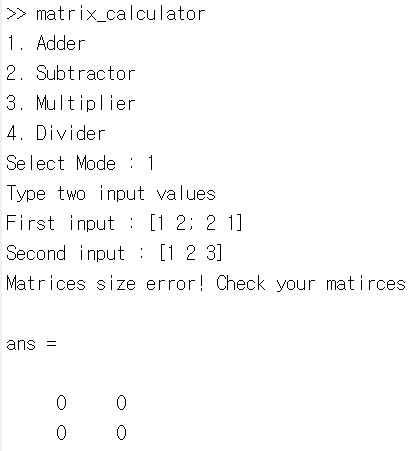 >> matrix_calculator
1. Adder
2. Subtractor
3. Multiplier
4. Divider
Select Mode : 1
Type two input values
First input : [1 2; 2 1]
Second input : [1 2 3]
Matrices size error! Check your matirces
ans =
0 0
0 0